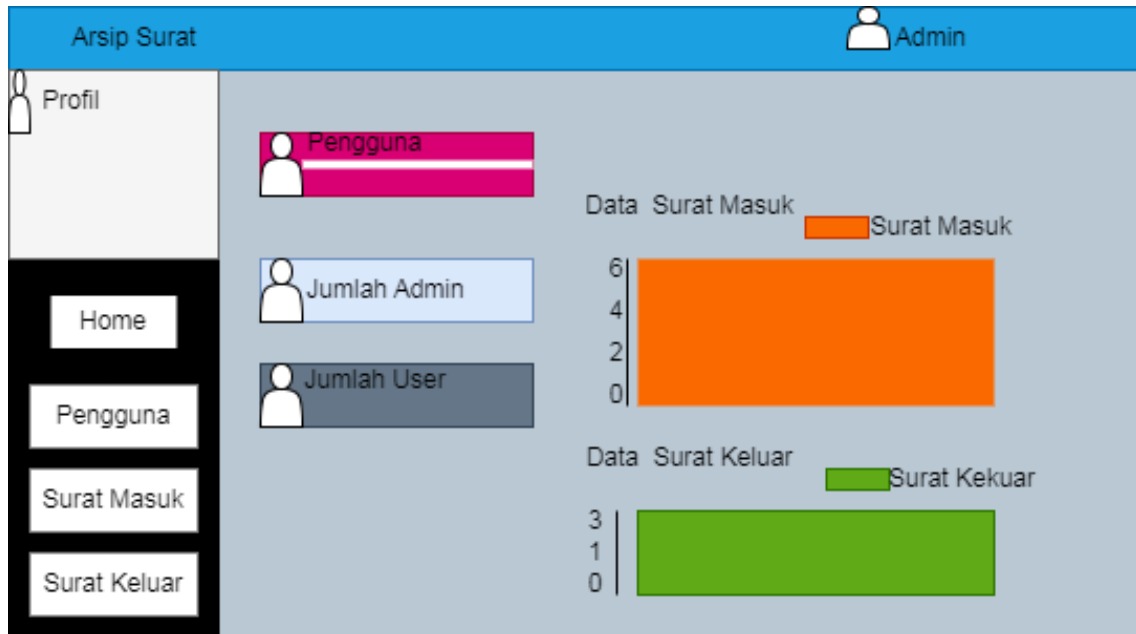 Arsip Surat
Admin
Profil
Home
Pengguna
Surat Masuk
Surat Keluar
Pengguna
Jumlah Admin
Jumlah User
Data  Surat Masuk
Surat Masuk
6
4
2
0
Data  Surat Keluar
Surat Kekuar
3
1
0